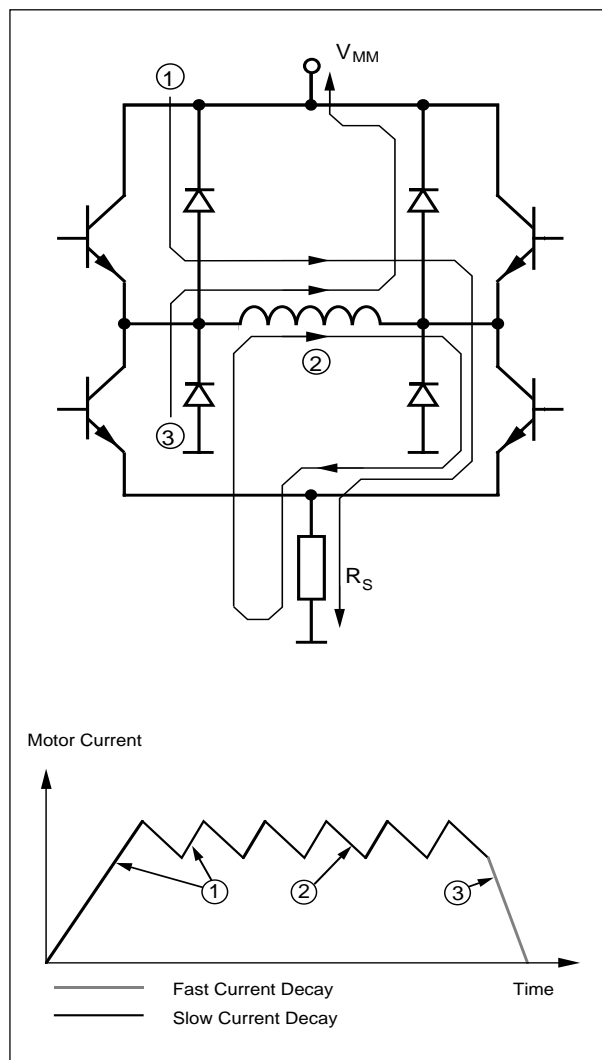 V_MM
①
③
②
R_S
Motor Current
①
②
③
Fast Current Decay
Time
Slow Current Decay